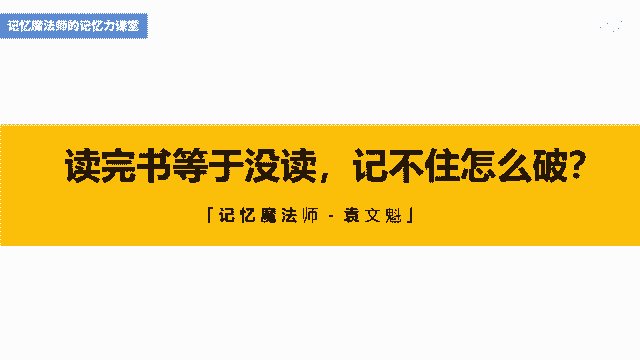 记忆魔法师的记忆力课堂
读完书等于没读，记不住怎么破？
「记忆魔法师 - 袁文魁」